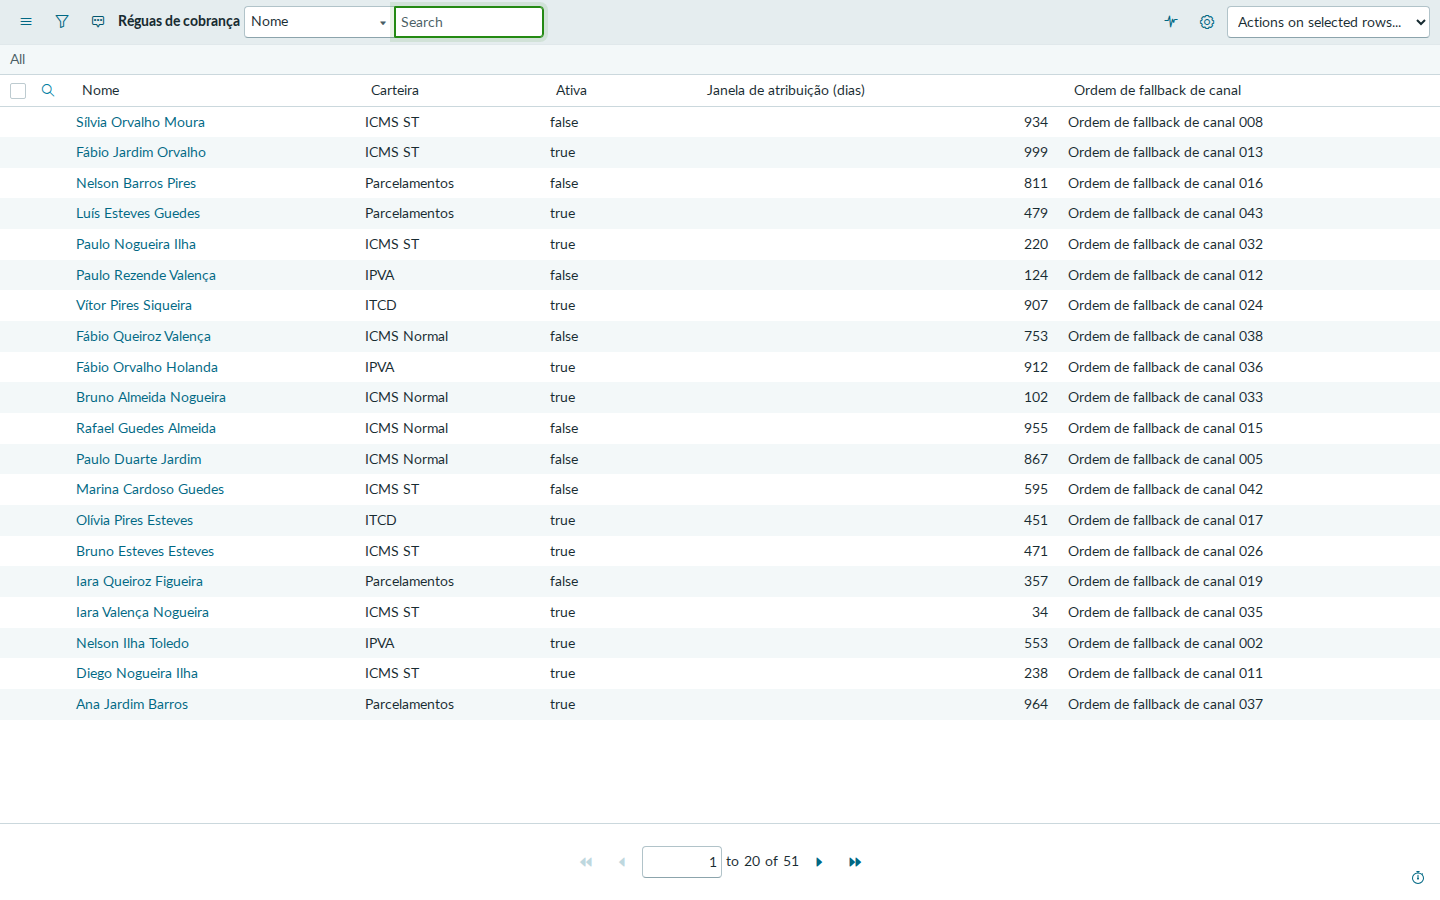 Réguas de cobrança Nome Search Actions on selected rows...
All
Nome Carteira Ativa Janela de atribuição (dias) Ordem de fallback de canal
Sílvia Orvalho Moura ICMS ST false 934 Ordem de fallback de canal 008
Fábio Jardim Orvalho ICMS ST true 999 Ordem de fallback de canal 013
Nelson Barros Pires Parcelamentos false 811 Ordem de fallback de canal 016
Luís Esteves Guedes Parcelamentos true 479 Ordem de fallback de canal 043
Paulo Nogueira Ilha ICMS ST true 220 Ordem de fallback de canal 032
Paulo Rezende Valença IPVA false 124 Ordem de fallback de canal 012
Vítor Pires Siqueira ITCD true 907 Ordem de fallback de canal 024
Fábio Queiroz Valença ICMS Normal false 753 Ordem de fallback de canal 038
Fábio Orvalho Holanda IPVA true 912 Ordem de fallback de canal 036
Bruno Almeida Nogueira ICMS Normal true 102 Ordem de fallback de canal 033
Rafael Guedes Almeida ICMS Normal false 955 Ordem de fallback de canal 015
Paulo Duarte Jardim ICMS Normal false 867 Ordem de fallback de canal 005
Marina Cardoso Guedes ICMS ST false 595 Ordem de fallback de canal 042
Olívia Pires Esteves ITCD true 451 Ordem de fallback de canal 017
Bruno Esteves Esteves ICMS ST true 471 Ordem de fallback de canal 026
Iara Queiroz Figueira Parcelamentos false 357 Ordem de fallback de canal 019
Iara Valença Nogueira ICMS ST true 34 Ordem de fallback de canal 035
Nelson Ilha Toledo IPVA true 553 Ordem de fallback de canal 002
Diego Nogueira Ilha ICMS ST true 238 Ordem de fallback de canal 011
Ana Jardim Barros Parcelamentos true 964 Ordem de fallback de canal 037
1 to 20 of 51